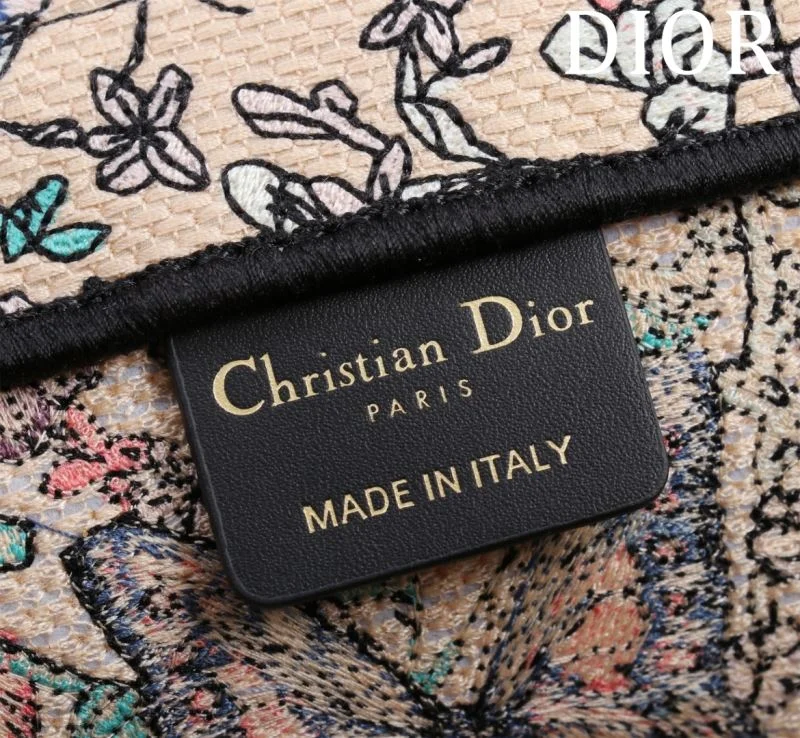 DIOR
Christian Dior
PARIS
MADE IN ITALY